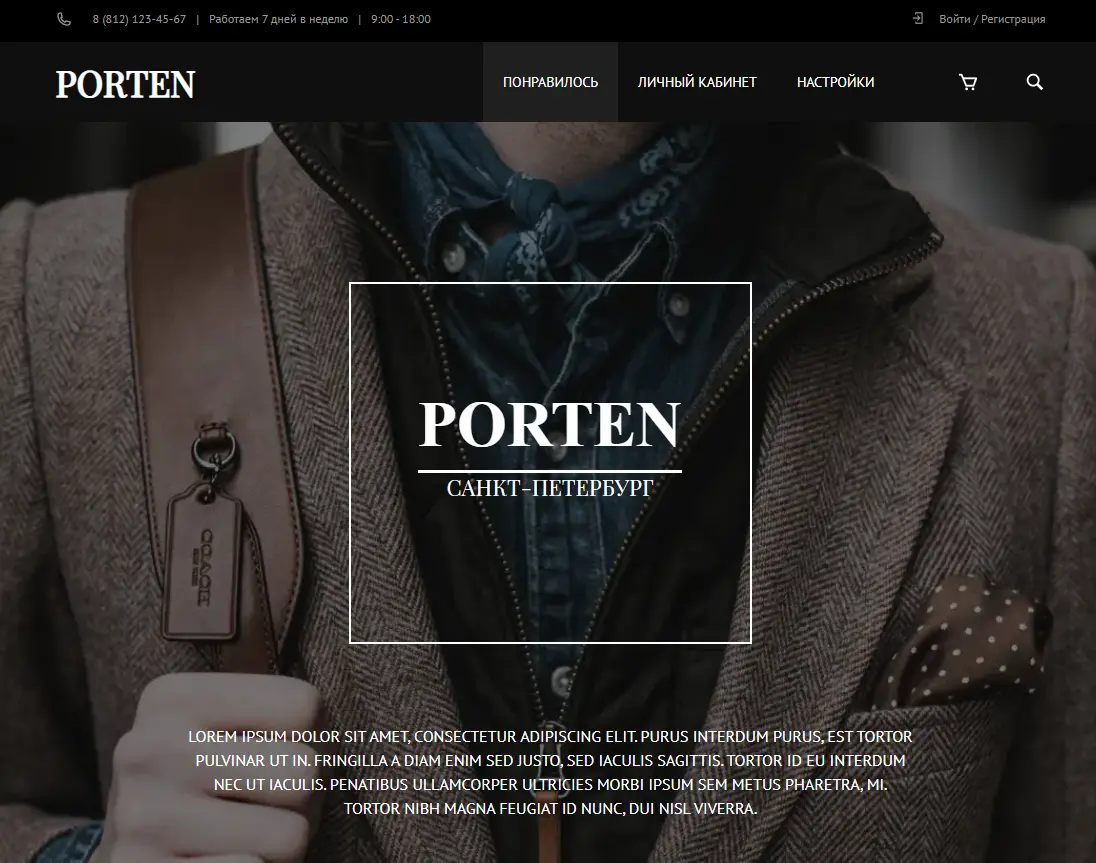 8 (812) 123-45-67 | Работаем 7 дней в неделю | 9:00 - 18:00
Войти / Регистрация
PORTEN
ПОНРАВИЛОСЬ
ЛИЧНЫЙ КАБИНЕТ
НАСТРОЙКИ
PORTEN
САНКТ-ПЕТЕРБУРГ
COACH
LOREM IPSUM DOLOR SIT AMET, CONSECTETUR ADIPISCING ELIT. PURUS INTERDUM PURUS, EST TORTOR
PULVINAR UT IN. FRINGILLA A DIAM ENIM SED JUSTO, SED IACULIS SAGITTIS. TORTOR ID EU INTERDUM
NEC UT IACULIS. PENATIBUS ULLAMCORPER ULTRICIES MORBI IPSUM SEM METUS PHARETRA, MI.
TORTOR NIBH MAGNA FEUGIAT ID NUNC, DUI NISL VIVERRA.